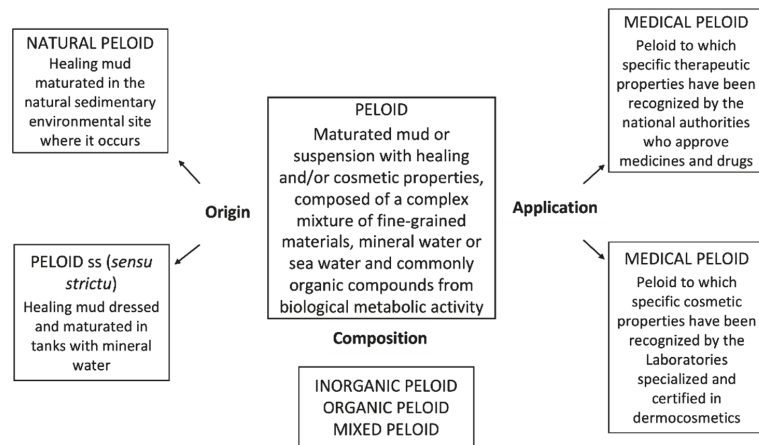 NATURAL PELOID
Healing mud
maturated in the
natural sedimentary
environmental site
where it occurs
Origin
PELOID ss (sensu
strictu)
Healing mud dressed
and maturated in
tanks with mineral
water
PELOID
Maturated mud or
suspension with healing
and/or cosmetic properties,
composed of a complex
mixture of fine-grained
materials, mineral water or
sea water and commonly
organic compounds from
biological metabolic activity
Composition
INORGANIC PELOID
ORGANIC PELOID
MIXED PELOID
MEDICAL PELOID
Peloid to which
specific therapeutic
properties have been
recognized by the
national authorities
who approve
medicines and drugs
Application
MEDICAL PELOID
Peloid to which
specific cosmetic
properties have been
recognized by the
Laboratories
specialized and
certified in
dermocosmetics